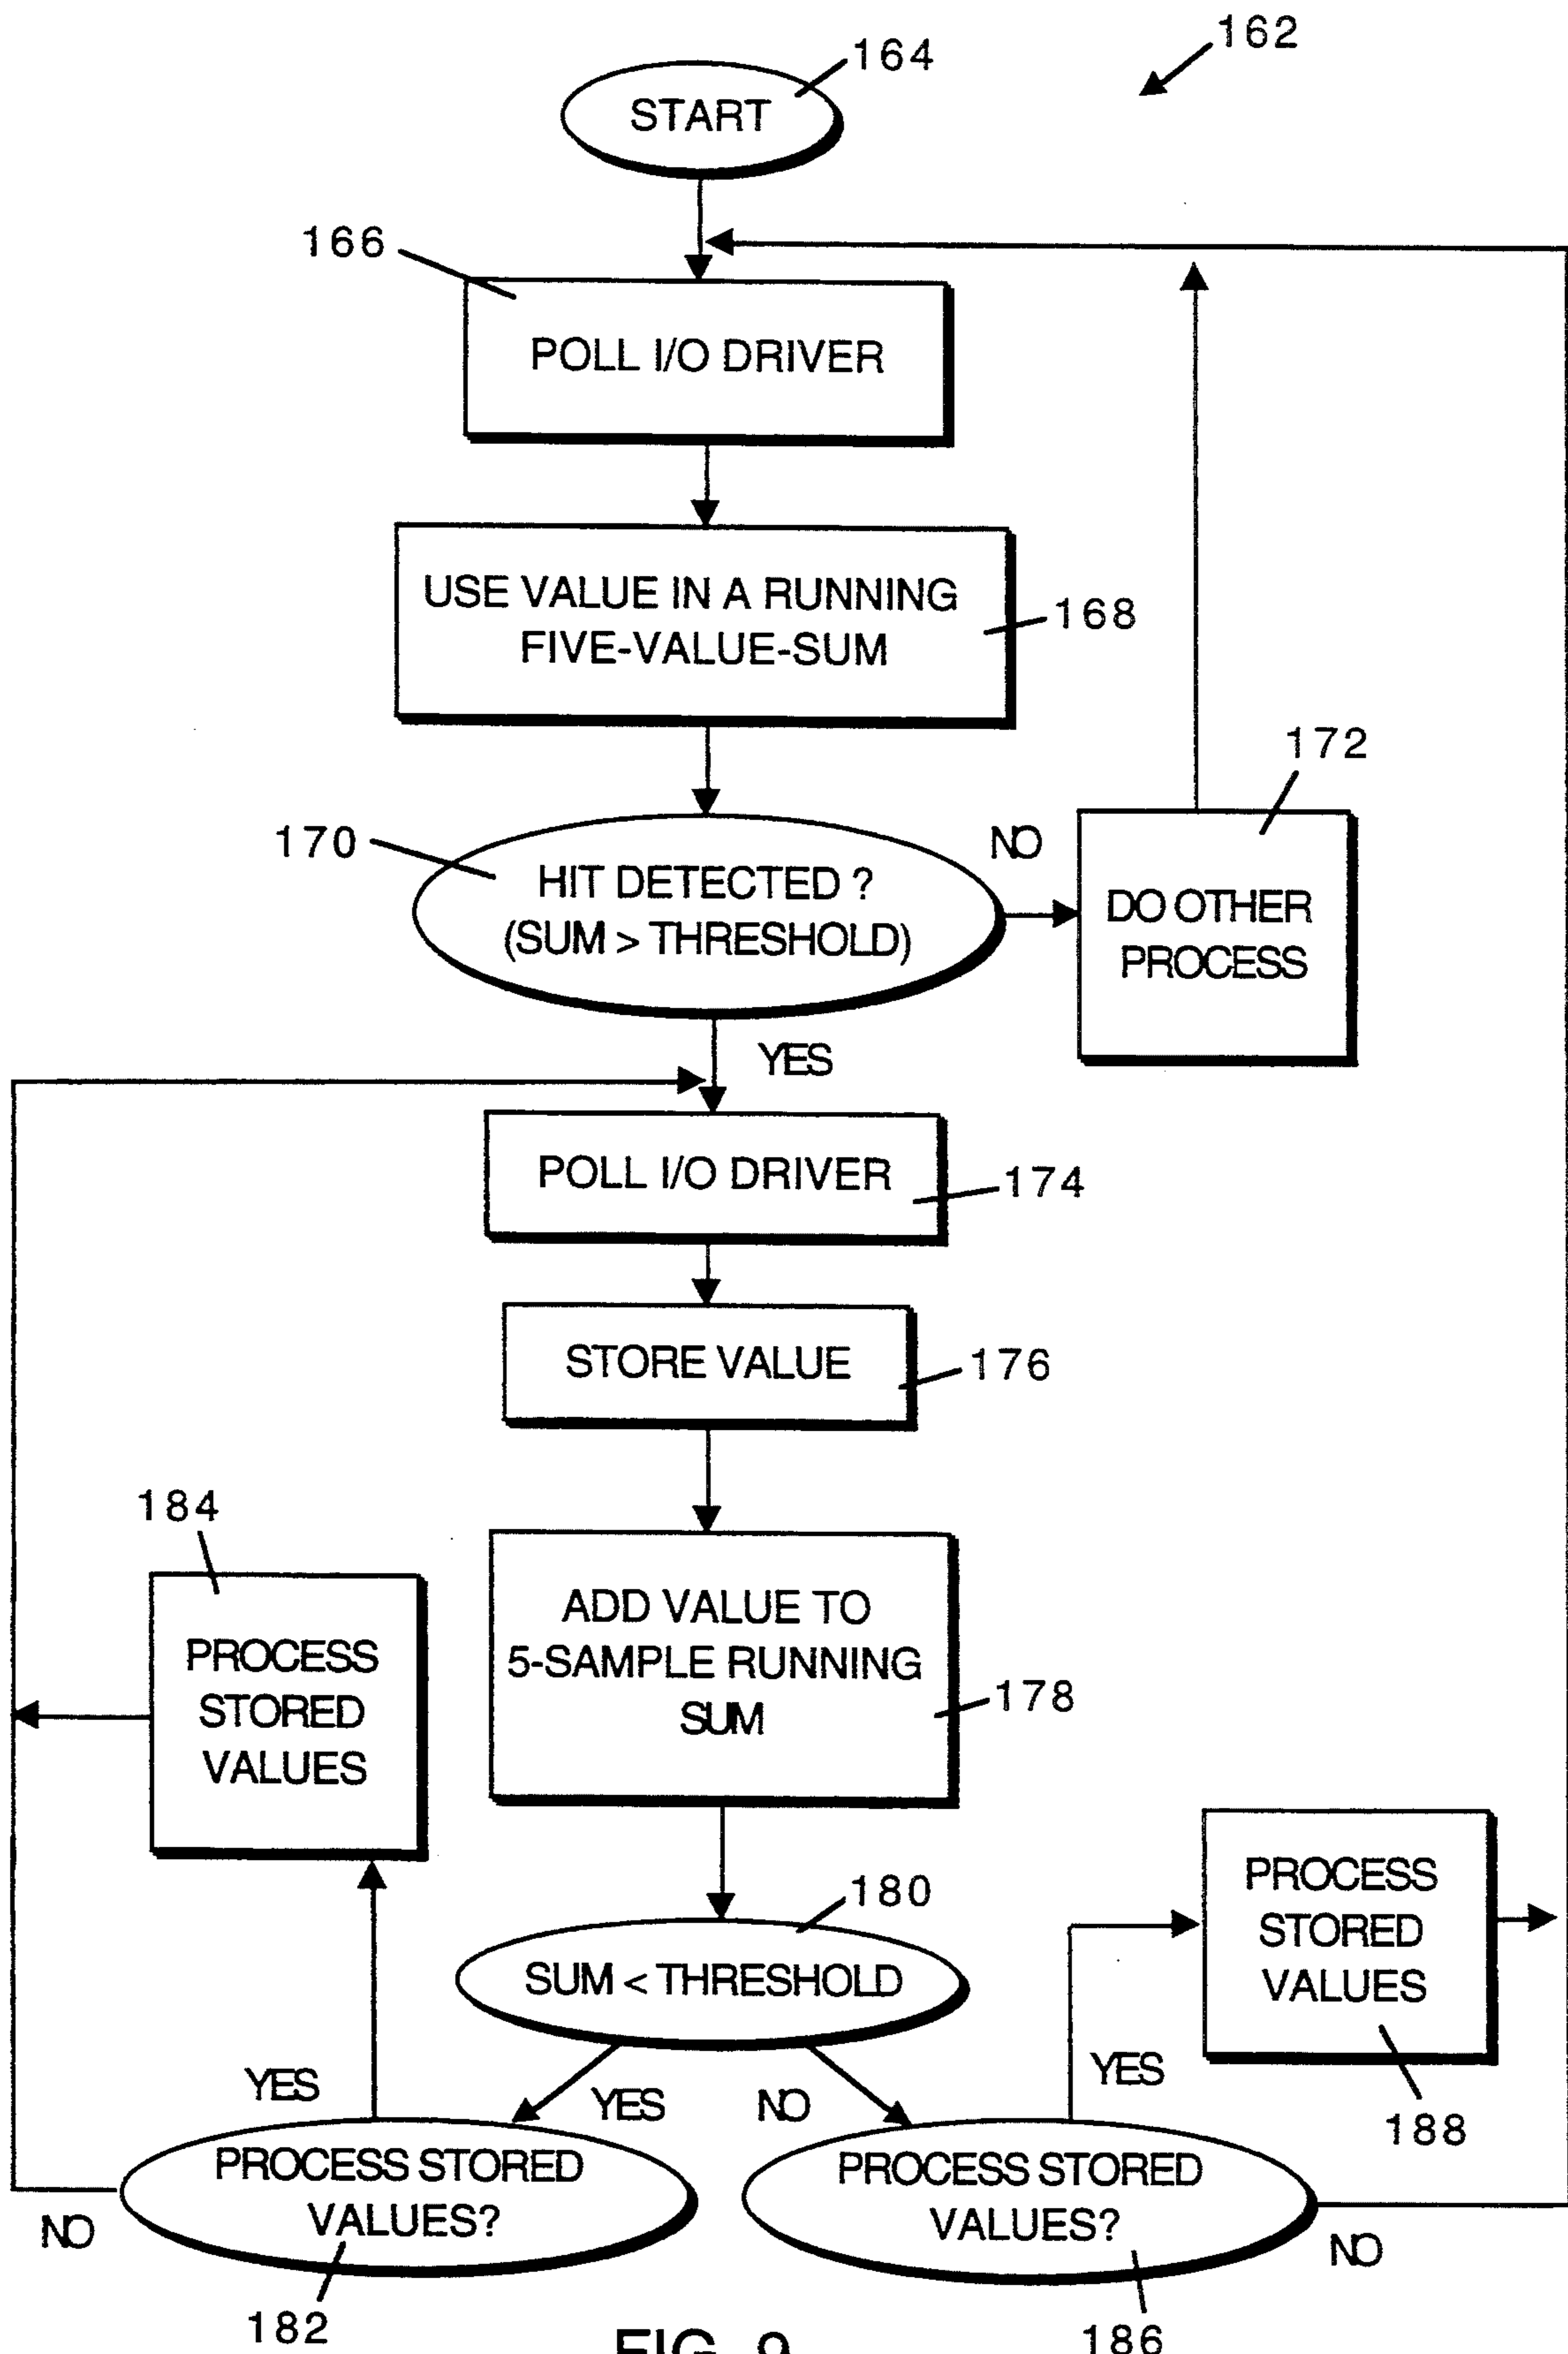 162
164
START
166
POLL I/O DRIVER
USE VALUE IN A RUNNING
FIVE-VALUE-SUM
168
172
170
HIT DETECTED ?
(SUM > THRESHOLD)
NO
DO OTHER
PROCESS
YES
POLL I/O DRIVER
174
STORE VALUE
176
184
PROCESS
STORED
VALUES
ADD VALUE TO
5-SAMPLE RUNNING
SUM
178
180
SUM < THRESHOLD
PROCESS
STORED
VALUES
188
YES
YES
NO
YES
PROCESS STORED
VALUES?
NO
182
PROCESS STORED
VALUES?
NO
186
FIG. 9